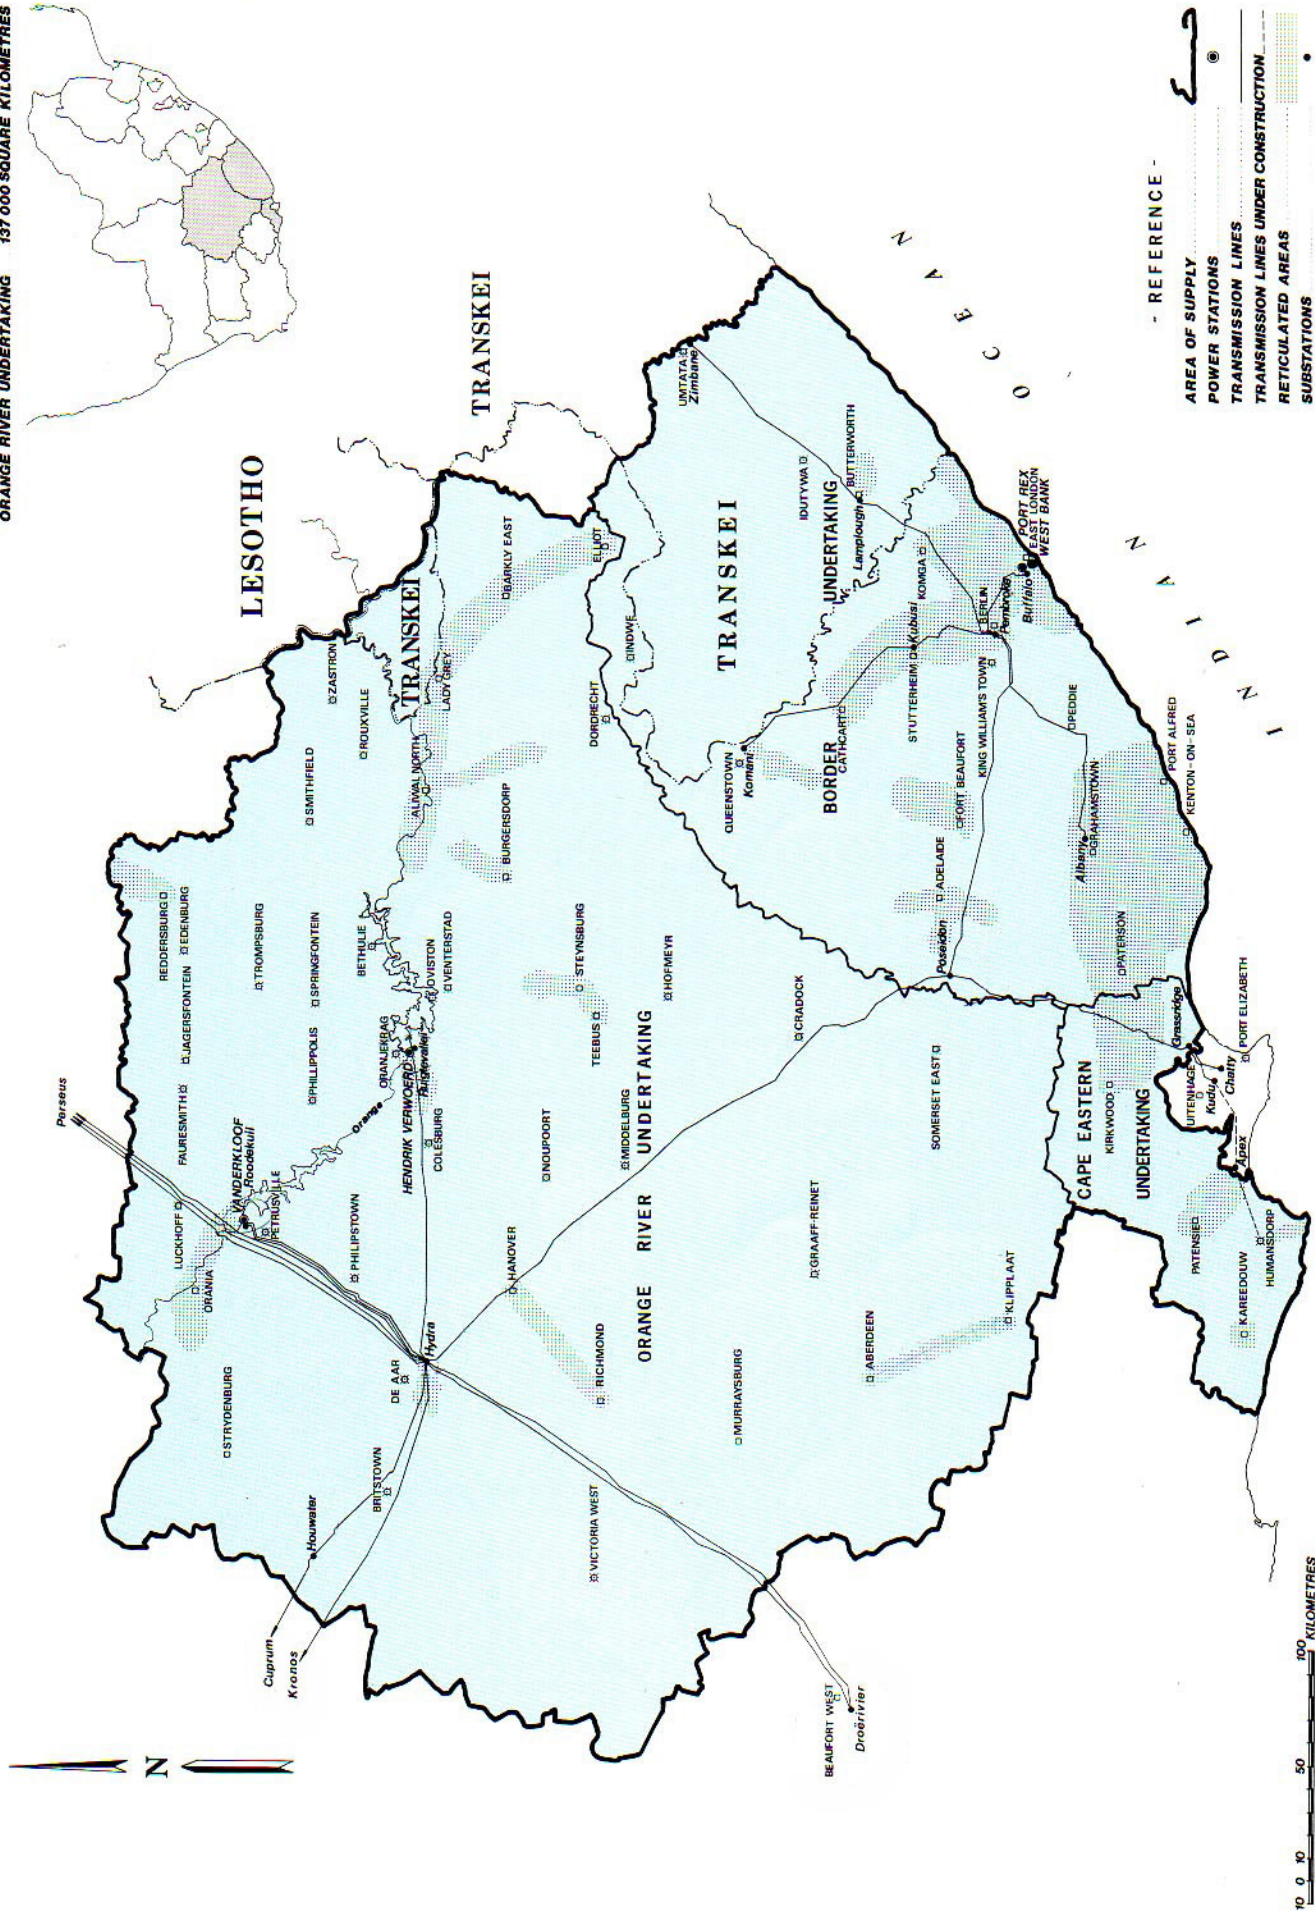 ORANGE RIVER UNDERTAKING 137 000 SQUARE KILOMETRES
LESOTHO
TRANSKEI
TRANSKEI
TRANSKEI
N
Perseus
REDDERSBURG
EDENBURG
JAGERSFONTEIN
FAURESMITH
LUCKHOFF
ORANIA
VANDERKLOOF
Roodekuil
PETRUSVILLE
STRYDENBURG
TROMPSBURG
SPRINGFONTEIN
PHILLIPPOLIS
SMITHFIELD
ZASTRON
ROUXVILLE
BETHULIE
ORANJEKRAG
Orange
PHILIPSTOWN
HENDRIK VERWOERD
Ruigtevallei
OVISTON
VENTERSTAD
COLESBURG
ALIWAL NORTH
LADY GREY
BARKLY EAST
BURGERSDORP
Hydra
DE AAR
BRITSTOWN
Houwater
Cuprum
Kronos
HANOVER
NOUPOORT
STEYNSBURG
TEEBUS
MIDDELBURG
HOFMEYR
RICHMOND
VICTORIA WEST
ORANGE RIVER UNDERTAKING
DORDRECHT
INDWE
ELLIOT
MURRAYSBURG
GRAAFF-REINET
CRADOCK
ABERDEEN
SOMERSET EAST
KLIPPLAAT
BEAUFORT WEST
Droërivier
QUEENSTOWN
Komani
UMTATA
Zimbane
IDUTYWA
BUTTERWORTH
Lamplough
BORDER UNDERTAKING
CATHCART
STUTTERHEIM
Kubusi
KOMGA
FORT BEAUFORT
ADELAIDE
Poseidon
KING WILLIAM'S TOWN
BERLIN
Pembroke
Buffalo
PORT REX
EAST LONDON
WEST BANK
PEDDIE
Albany
GRAHAMSTOWN
PORT ALFRED
KENTON-ON-SEA
PATERSON
CAPE EASTERN
UNDERTAKING
KIRKWOOD
Grassridge
UITENHAGE
Kudu
Chatty
PORT ELIZABETH
Apex
PATENSIE
HUMANSDORP
KAREEDOUW
INDIAN OCEAN
- REFERENCE -
AREA OF SUPPLY
POWER STATIONS
TRANSMISSION LINES
TRANSMISSION LINES UNDER CONSTRUCTION
RETICULATED AREAS
SUBSTATIONS
10 0 10 50 100
KILOMETRES